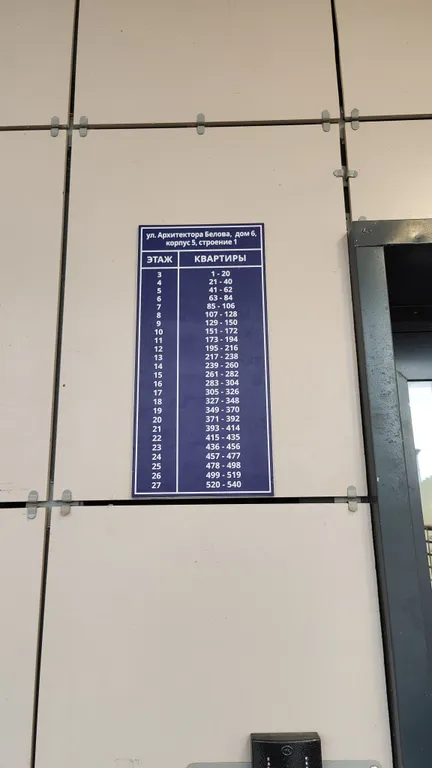 ул. Архитектора Белова, дом 6,
корпус 5, строение 1
ЭТАЖ КВАРТИРЫ
3 1 - 20
4 21 - 40
5 41 - 62
6 63 - 84
7 85 - 106
8 107 - 128
9 129 - 150
10 151 - 172
11 173 - 194
12 195 - 216
13 217 - 238
14 239 - 260
15 261 - 282
16 283 - 304
17 305 - 326
18 327 - 348
19 349 - 370
20 371 - 392
21 393 - 414
22 415 - 435
23 436 - 456
24 457 - 477
25 478 - 498
26 499 - 519
27 520 - 540